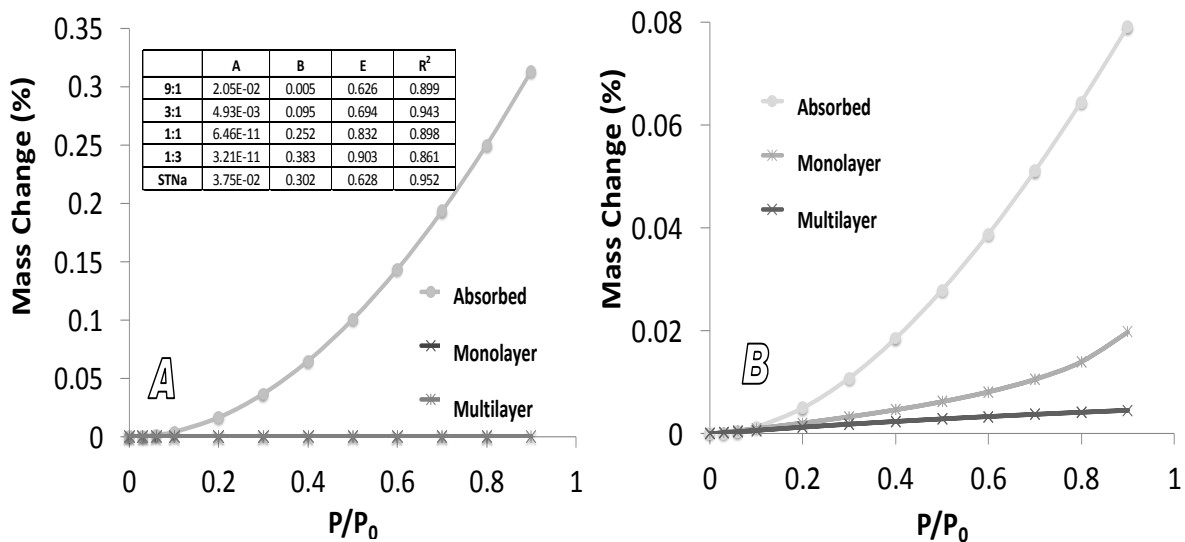 Mass Change (%)
0.35
0.3
0.25
0.2
0.15
0.1
0.05
0
A B E R²
9:1 2.05E-02 0.005 0.626 0.899
3:1 4.93E-03 0.095 0.694 0.943
1:1 6.46E-11 0.252 0.832 0.898
1:3 3.21E-11 0.383 0.903 0.861
STNa 3.75E-02 0.302 0.628 0.952
Absorbed
Monolayer
Multilayer
A
0 0.2 0.4 0.6 0.8 1
P/P₀
Mass Change (%)
0.08
0.06
0.04
0.02
0
Absorbed
Monolayer
Multilayer
B
0 0.2 0.4 0.6 0.8 1
P/P₀